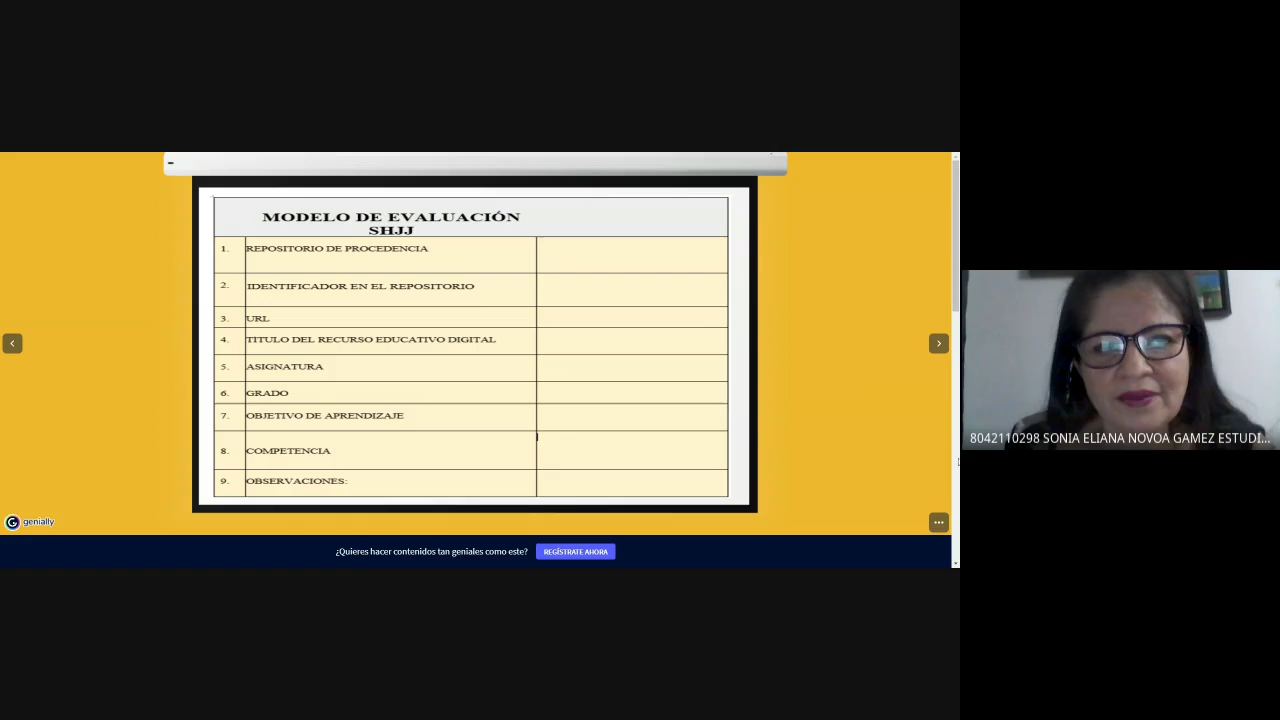 MODELO DE EVALUACIÓN
SHJJ
1. REPOSITORIO DE PROCEDENCIA
2. IDENTIFICADOR EN EL REPOSITORIO
3. URL
4. TITULO DEL RECURSO EDUCATIVO DIGITAL
5. ASIGNATURA
6. GRADO
7. OBJETIVO DE APRENDIZAJE
8. COMPETENCIA
9. OBSERVACIONES:
genially
¿Quieres hacer contenidos tan geniales como este? REGÍSTRATE AHORA
8042110298 SONIA ELIANA NOVOA GAMEZ ESTUDI...